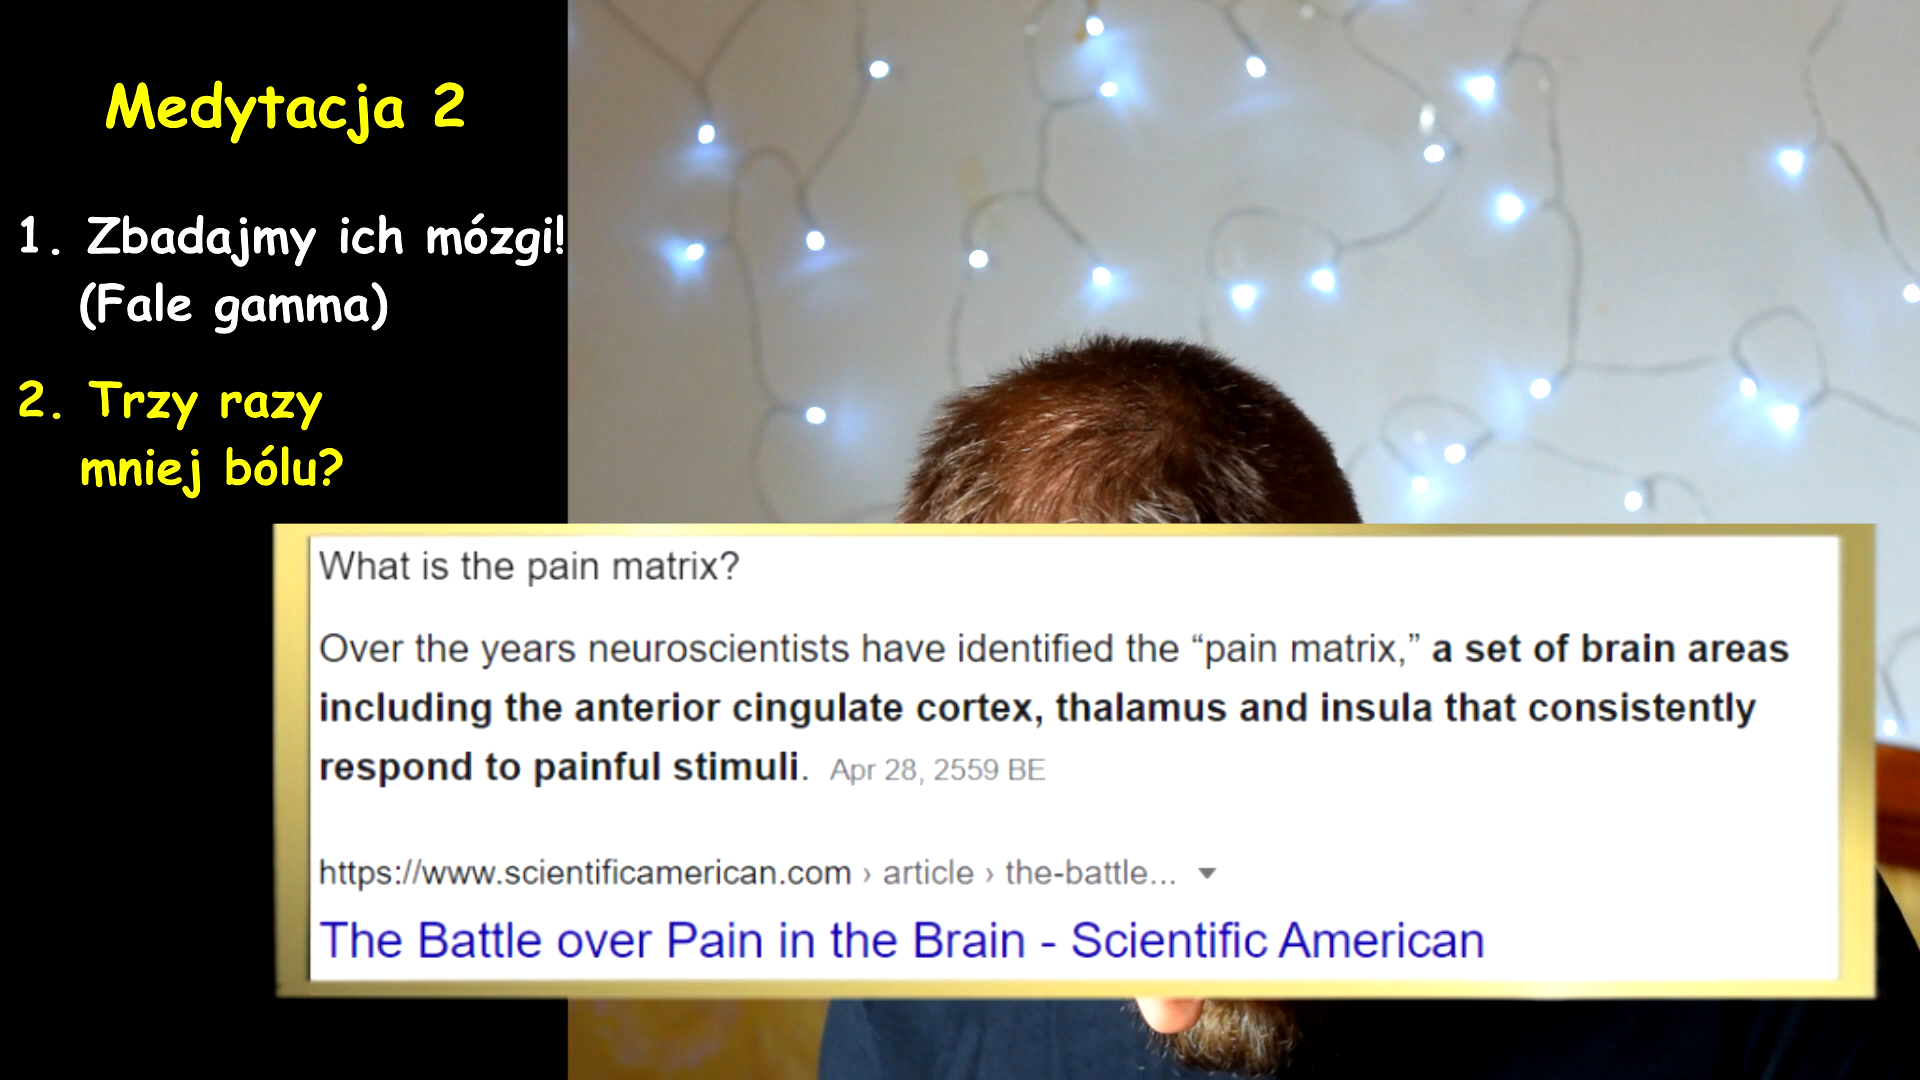 Medytacja 2
1. Zbadajmy ich mózgi!
(Fale gamma)
2. Trzy razy
mniej bólu?
What is the pain matrix?
Over the years neuroscientists have identified the “pain matrix,” a set of brain areas
including the anterior cingulate cortex, thalamus and insula that consistently
respond to painful stimuli. Apr 28, 2559 BE
https://www.scientificamerican.com › article › the-battle...
The Battle over Pain in the Brain - Scientific American